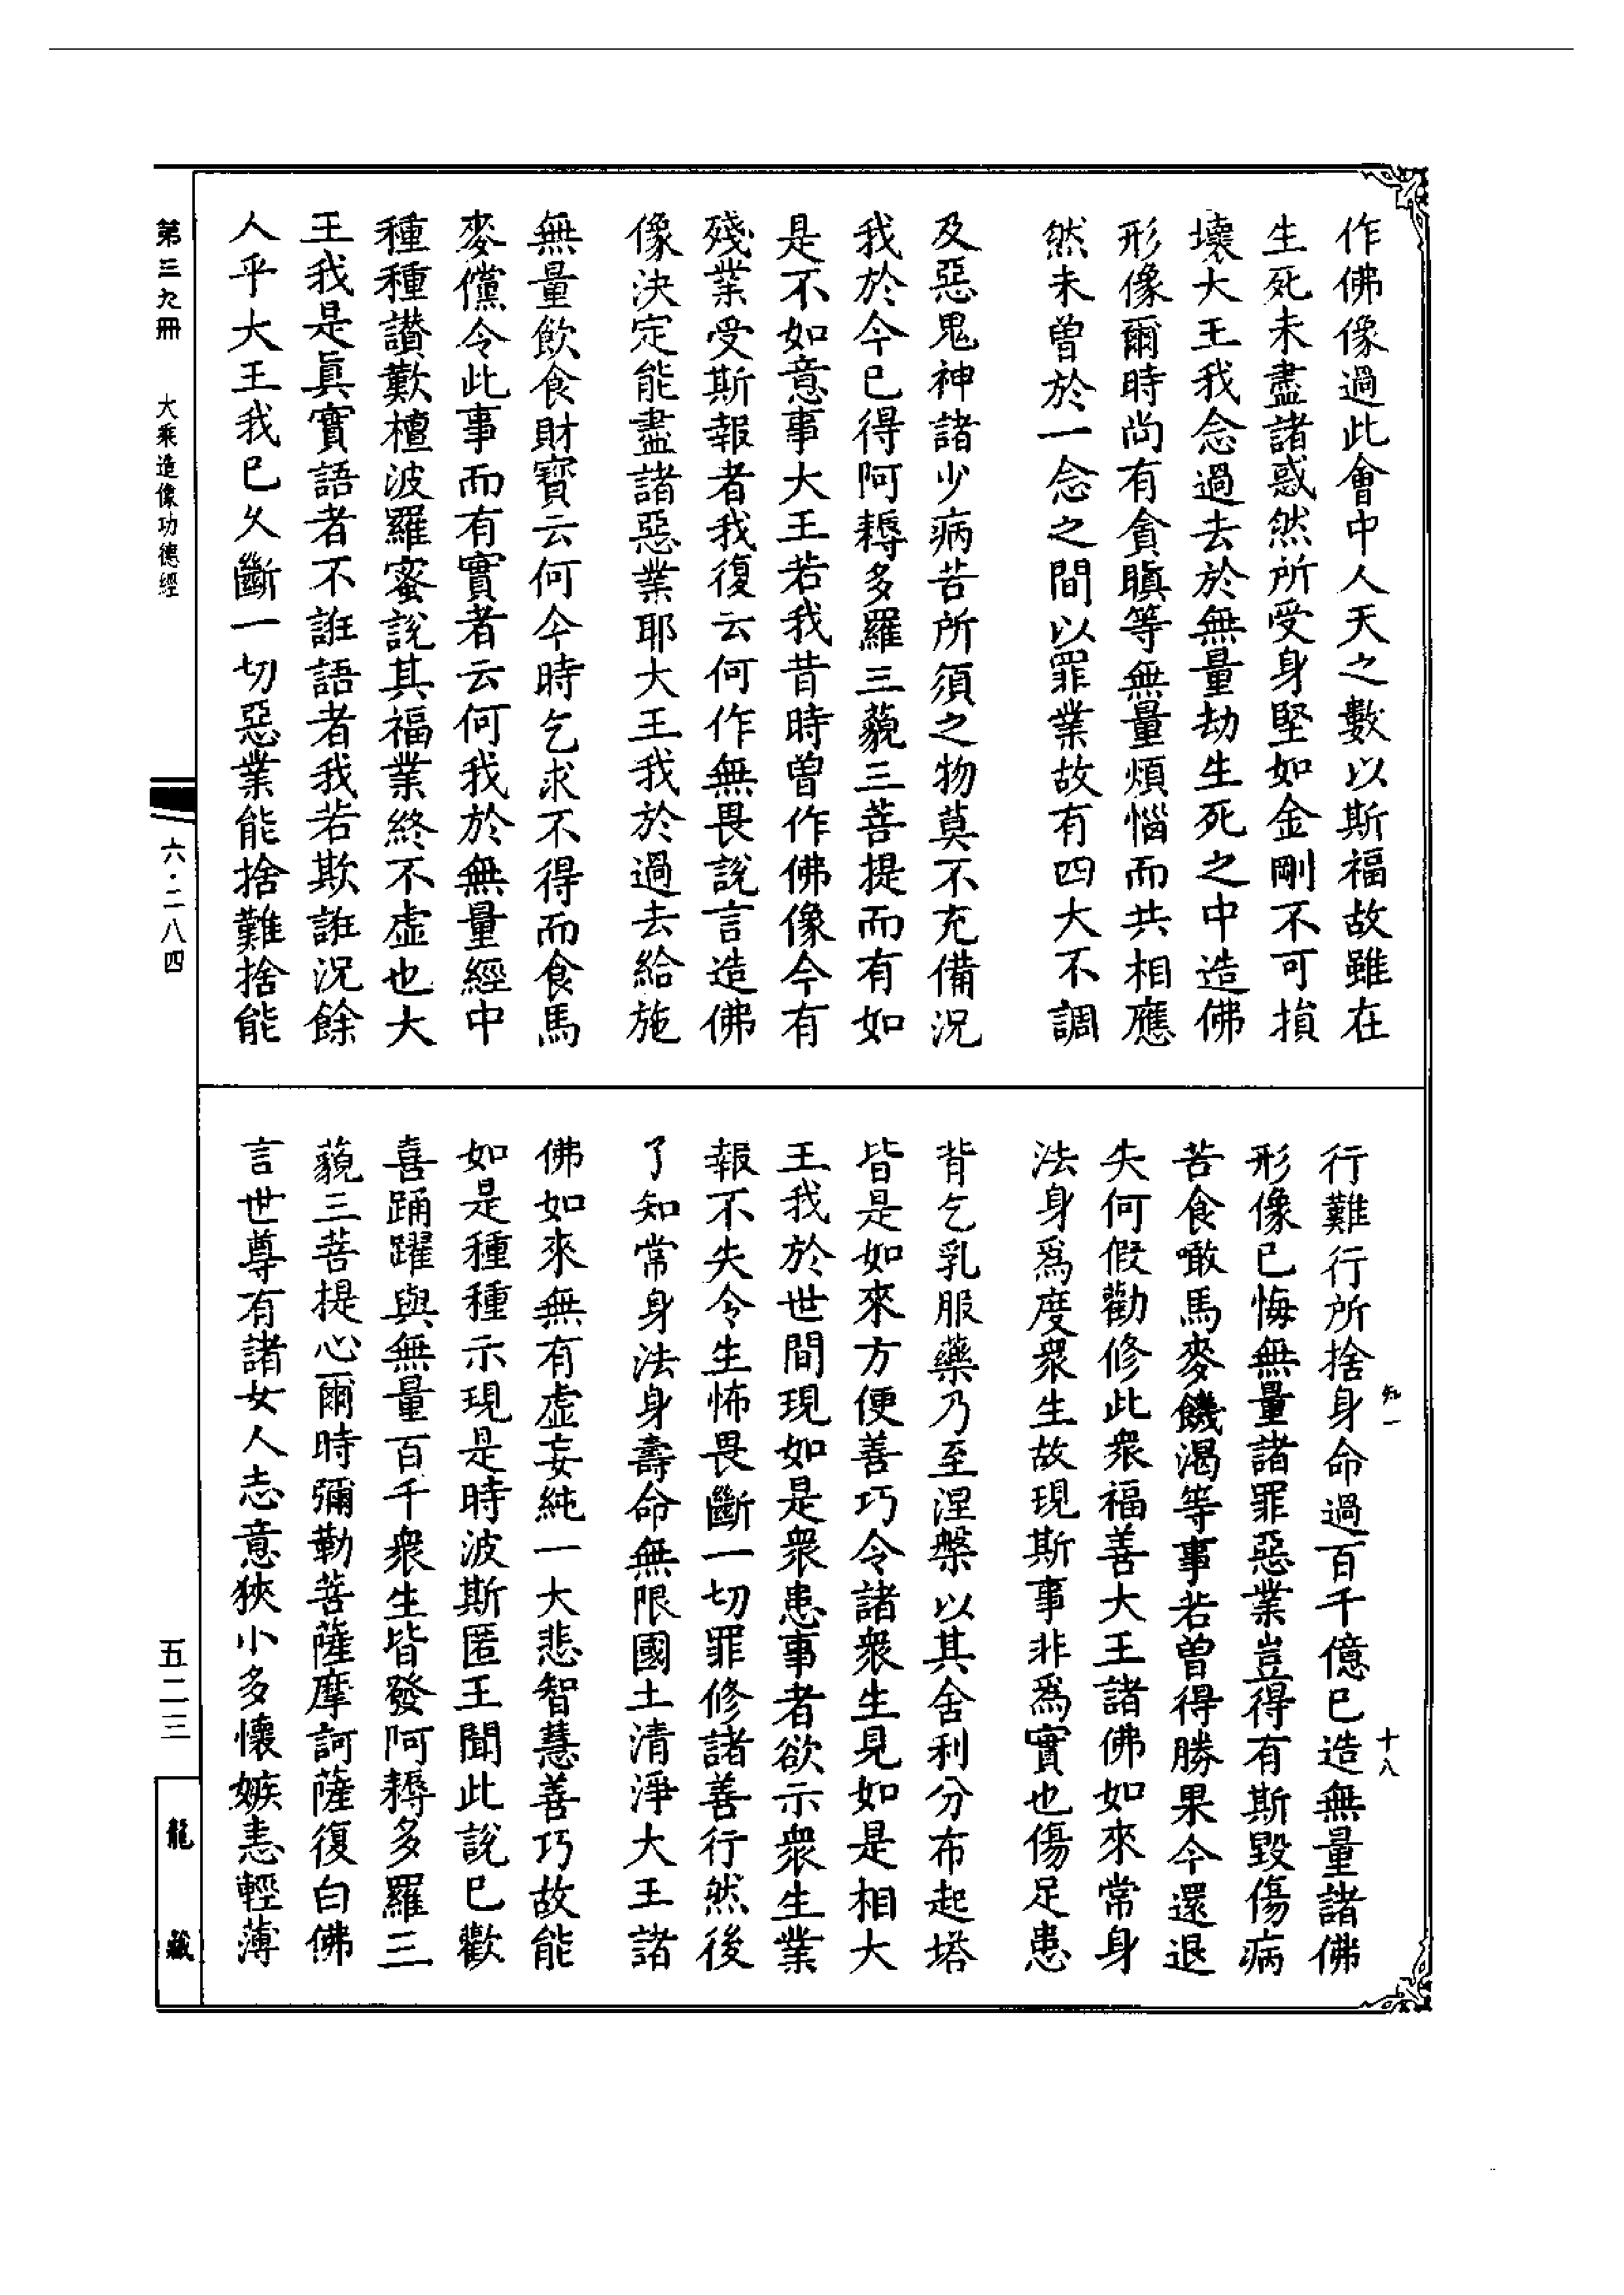 作佛像過此會中人天之數以斯福故雖在
生死未盡諸惑然所受身堅如金剛不可損
壞大王我念過去於無量劫生死之中造佛
形像爾時尚有貪瞋等無量煩惱而共相應
然未曾於一念之間以罪業故有四大不調
及惡鬼神諸少病苦所須之物莫不充備況
我於今已得阿耨多羅三藐三菩提而有如
是不如意事大王若我昔時曾作佛像今有
殘業受斯報者我復云何作無畏說言造佛
像決定能盡諸惡業耶大王我於過去給施
無量飲食財寶云何今時乞求不得而食馬
麥儻令此事而有實者云何我於無量經中
種種讚歎檀波羅蜜說其福業終不虛也大
王我是真實語者不誑語者我若欺誑況餘
人乎大王我已久斷一切惡業能捨難捨能
行難行所捨身命過百千億已造無量諸佛
形像已悔無量諸罪惡業豈得有斯毀傷病
苦食噉馬麥饑渴等事若曾得勝果今還退
失何假勸修此眾福善大王諸佛如來常身
法身為度眾生故現斯事非為實也傷足患
背乞乳服藥乃至涅槃以其舍利分布起塔
皆是如來方便善巧令諸眾生見如是相大
王我於世間現如是眾患事者欲示眾生業
報不失令生怖畏斷一切罪修諸善行然後
了知常身法身壽命無限國土清淨大王諸
佛如來無有虛妄純一大悲智慧善巧故能
如是種種示現是時波斯匿王聞此說已歡
喜踊躍與無量百千眾生皆發阿耨多羅三
藐三菩提心爾時彌勒菩薩摩訶薩復白佛
言世尊有諸女人志意狹小多懷嫉恚輕薄
知一
十八
第三九冊
大乘造像功德經
六·二八四
五二三
龍藏